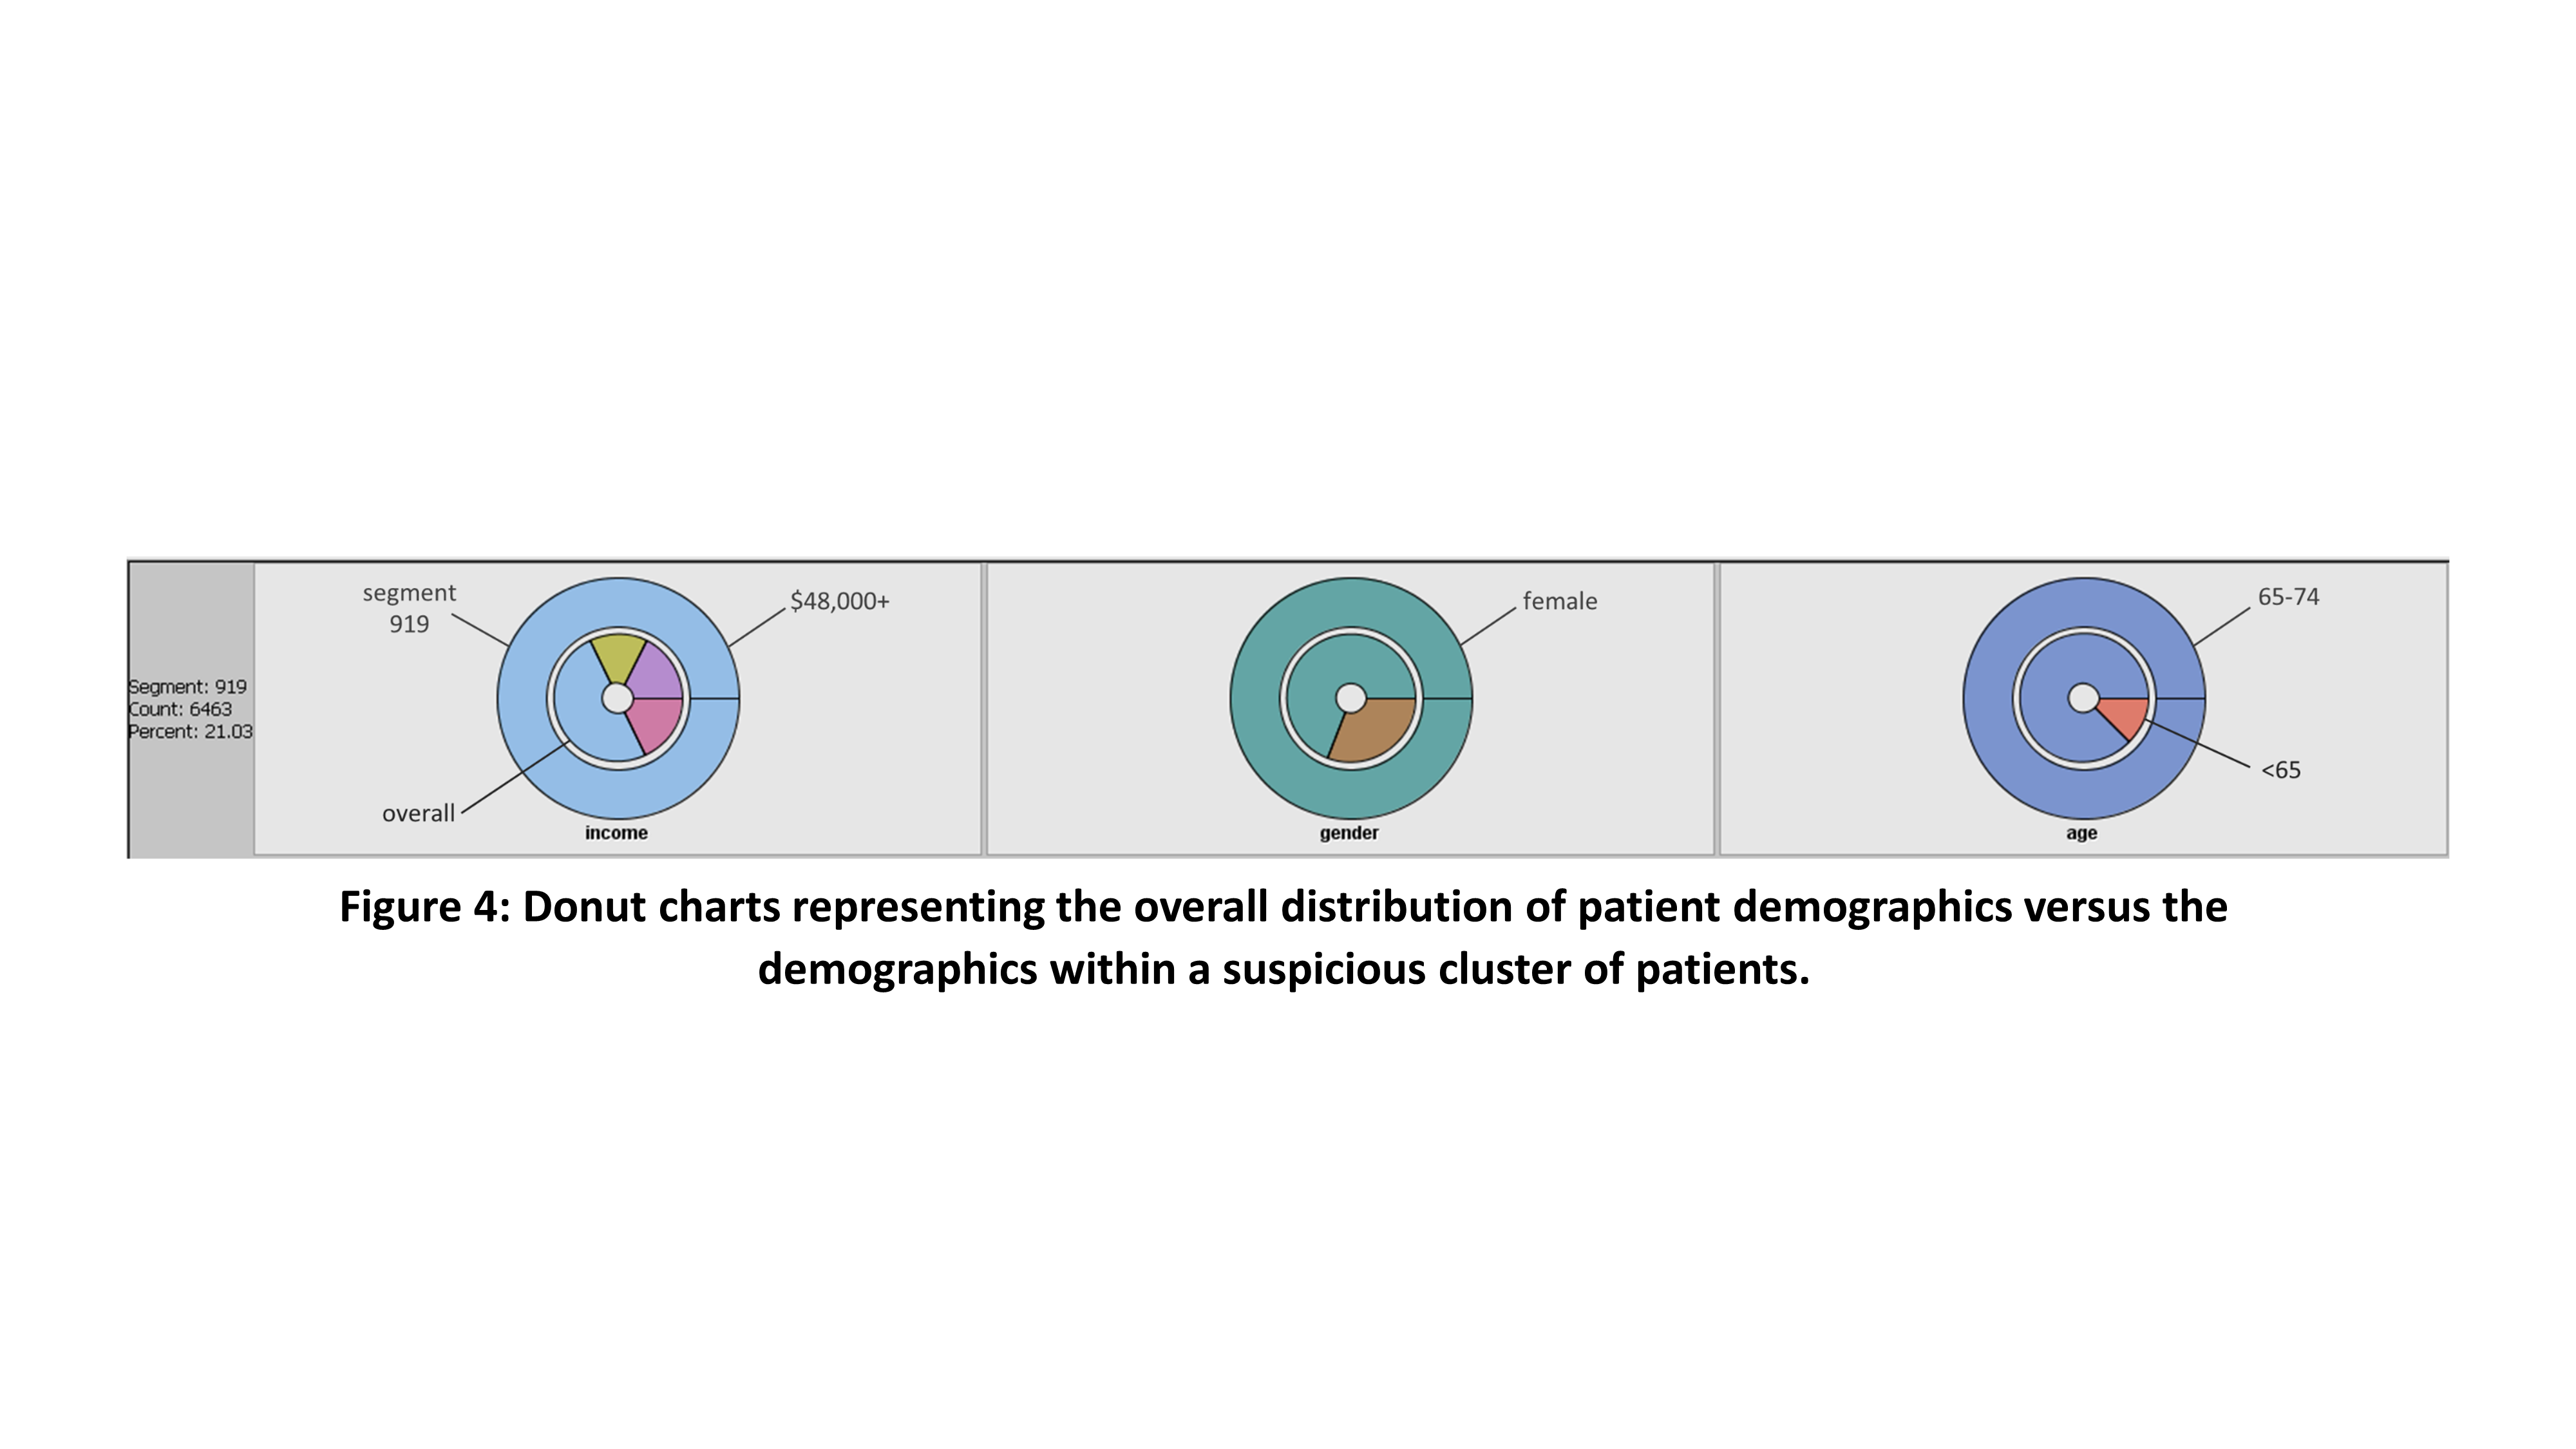 segment
919
$48,000+
overall
income
female
gender
65-74
<65
age
Segment: 919
Count: 6463
Percent: 21.03
Figure 4: Donut charts representing the overall distribution of patient demographics versus the
demographics within a suspicious cluster of patients.